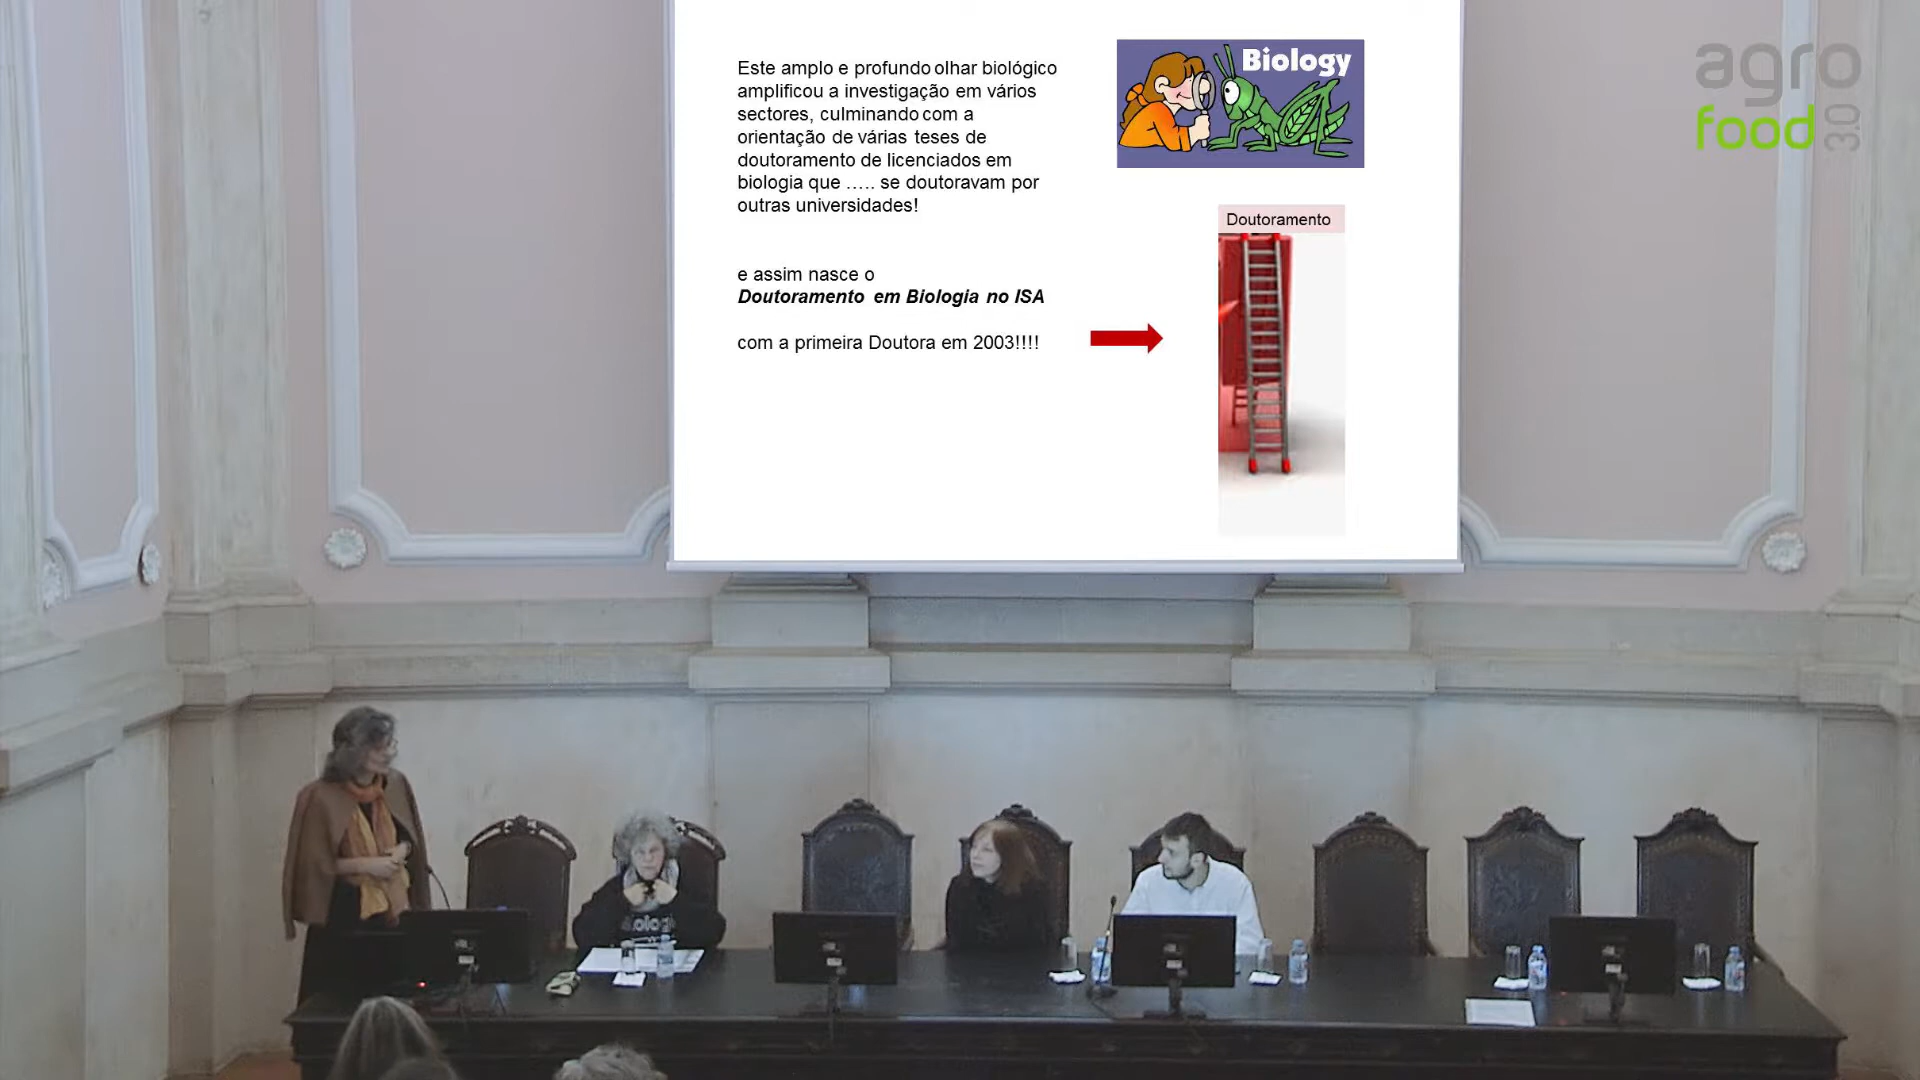 Este amplo e profundo olhar biológico
amplificou a investigação em vários
sectores, culminando com a
orientação de várias teses de
doutoramento de licenciados em
biologia que ….. se doutoravam por
outras universidades!
e assim nasce o
Doutoramento em Biologia no ISA
com a primeira Doutora em 2003!!!!
Biology
Doutoramento
agro
food 3.0